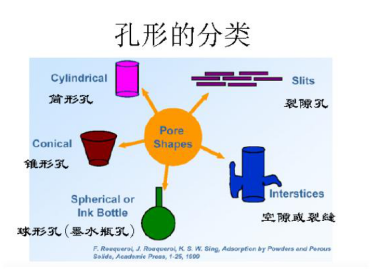 孔形的分类
Cylindrical
筒形孔
Slits
裂隙孔
Pore
Shapes
Conical
锥形孔
Interstices
空隙或裂缝
Spherical or
Ink Bottle
球形孔(墨水瓶孔)
F. Rouquerol, J. Rouquerol, K. S. W. Sing, Adsorption by Powders and Porous
Solids, Academic Press, 1-25, 1999